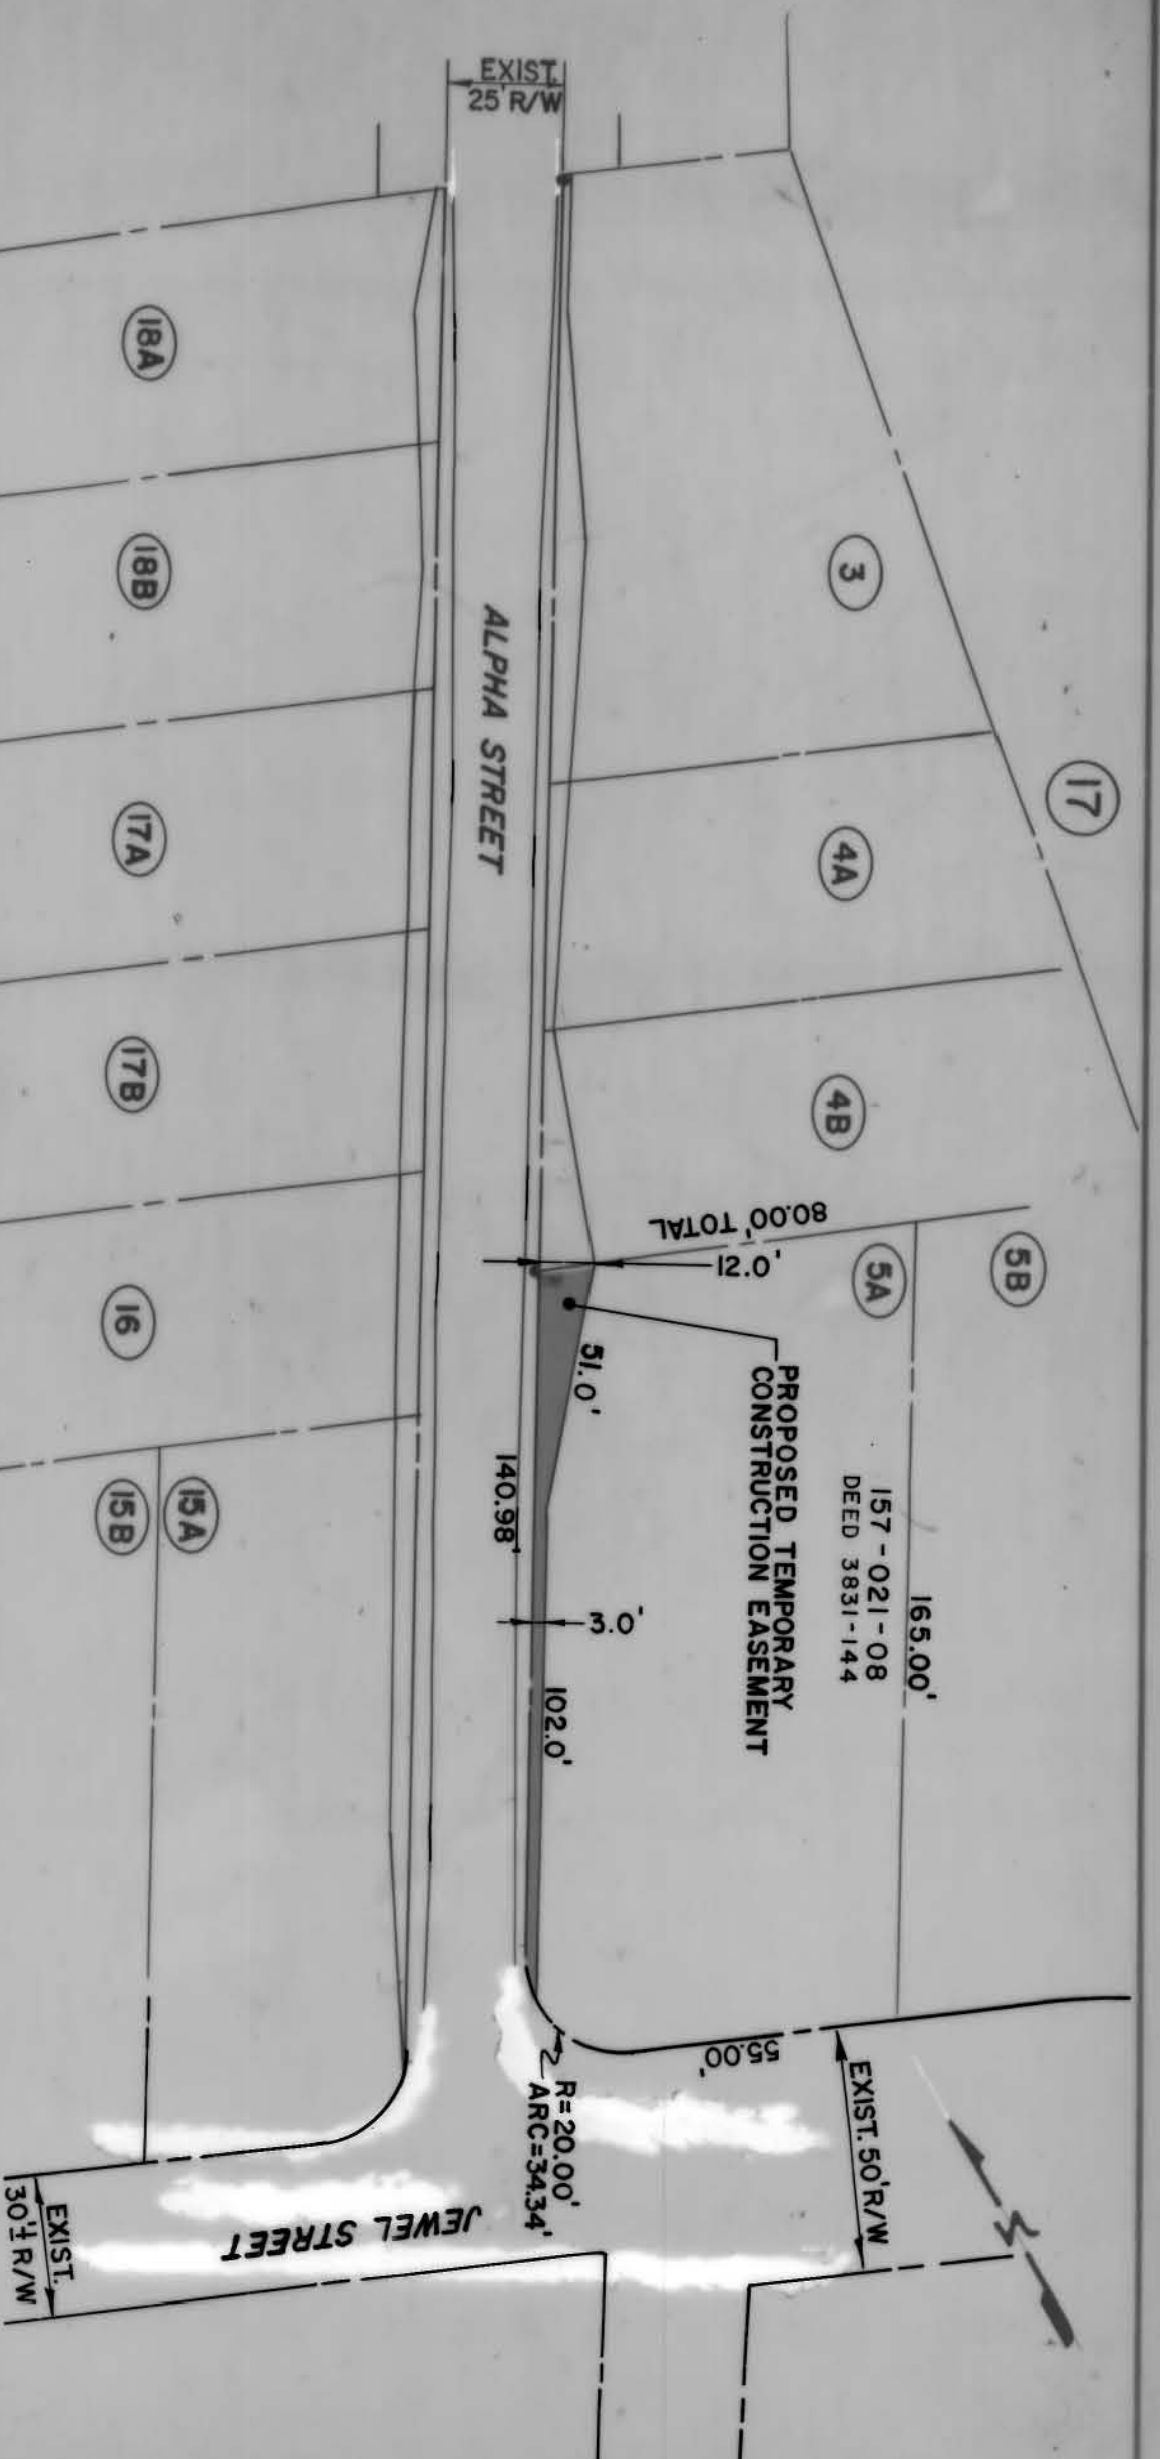 EXIST.
25' R/W
18A
18B
17A
17B
16
15A
15B
ALPHA STREET
3
17
4A
4B
5A
5B
80.00' TOTAL
12.0'
PROPOSED TEMPORARY
CONSTRUCTION EASEMENT
51.0'
140.98'
3.0'
102.0'
157-021-08
DEED 3831-144
165.00'
R=20.00'
ARC=34.34'
55.00'
EXIST. 50' R/W
JEWEL STREET
EXIST.
30'± R/W
N